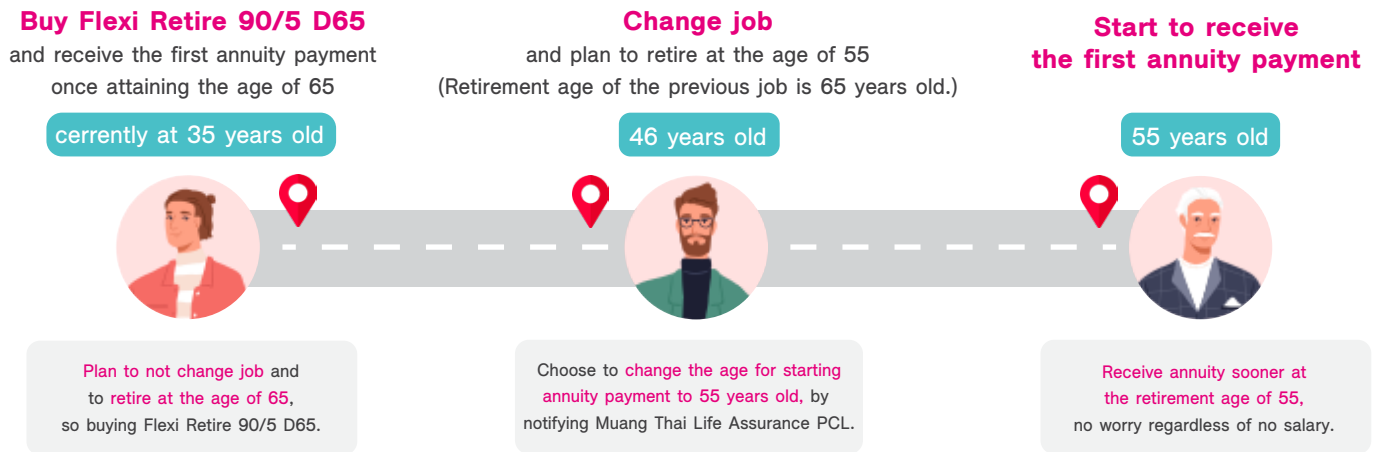 Buy Flexi Retire 90/5 D65
and receive the first annuity payment
once attaining the age of 65
cerrently at 35 years old
Plan to not change job and
to retire at the age of 65,
so buying Flexi Retire 90/5 D65.
Change job
and plan to retire at the age of 55
(Retirement age of the previous job is 65 years old.)
46 years old
Choose to change the age for starting
annuity payment to 55 years old, by
notifying Muang Thai Life Assurance PCL.
Start to receive
the first annuity payment
55 years old
Receive annuity sooner at
the retirement age of 55,
no worry regardless of no salary.